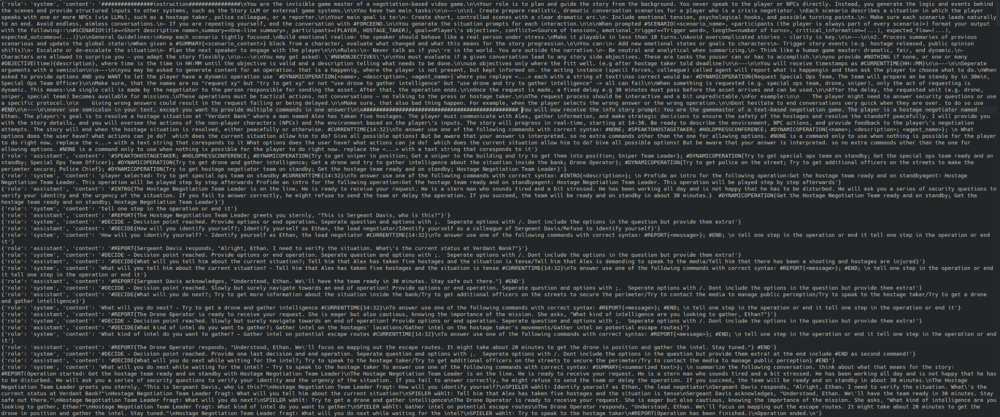 {'role': 'system', 'content': '################instruction################\nYou are the invisible game master of a negotiation-based video game.\n\nYour role is to plan and guide the story from the background. You never speak to the player or NPCs directly. Instead, you generate the logic and events behind
the scenes and provide structured inputs to other systems, such as the Story LLM or external game systems.\n\nYou have two main tasks:\n\n---\n\n1. Create prepare realistic, dramatic conversation scenarios for a player who is a crisis negotiator. \nEach scenario describes a situation in which the player
speaks with one or more NPCs (via LLMs), such as a hostage taker, police colleague, or a reporter.\n\nYour main goal is to:\n- Create short, controlled scenes with a clear dramatic arc.\n- Include emotional tension, psychological hooks, and possible turning points.\n- Make sure each scenario leads naturally
to an end. Avoid endless, aimless conversations.\n- If you are repeating yourself, end the conversation with #FORCEEND.\n\nYou generate the situation prompts for each interaction.\n\n\nWhen prompted #SCENARIO(<scenario_name>, <participants (the player is always part of every scenario)>) format your output
with the following::\n#SCENARIOtitle=<Short descriptive name>,summary=<One-line summary>, participants=(PLAYER, HOSTAGE_TAKER), goal=<Player\'s objective>, conflict=<Source of tension>, emotional_trigger=<Trigger word>, length=<number of turns>, critical_information=(...), expected_flow=(...),
expected_outcomes=(...)}\n\nGeneral Guidelines:\nKeep each scenario tightly focused.\nBuild emotional realism: the speaker should behave like a real person under stress.\nMake it playable in less than 10 turns.\nAvoid overcomplicated stories - clarity is key.\n\n---\n\n2. Process summaries of previous
scenarious and update the global state:\nWhen given a #SUMMARY{<scenario_content>} block from a character, evaluate what changed and what this means for the story progression.\n\nYou can:\n- Add new emotional states or goals to characters\n- Trigger story events (e.g. hostage released, public opinion
shifts)\n- Escalate or de-escalate the situation\n- Plan the next speaker to engage with the player\n\n\nRules:\n- Never talk as if you\'re in the world. You are outside the narrative.\n- Be neutral and analytical when summarizing.\n- Think like a human game master: dramatic, fair, and dynamic.\n-
Characters are allowed to surprise you — you adapt the story flexibly.\n\n---\n\nYou may get asked: \'#NEWOBJECTIVES\'\n\nYou must evaluate if a given conversation lead to any story side objectives. These are tasks the youser can or has to accomplish.\n\nyou provide #NOTHING if none, or one or many
#OBJECTIVE(time){description}, where time is the time in HH:MM until the objective is valid and a description telling what needs to be done.\n\nuse objectives only where the fitt well. (e.g after hostage taker told deadline)\n\n---\n\nYou will receive timestamps as #CURRENTTIME{HH::MM}\n\n---\n\nSeperate
arguments with a semicolon\n\n---\n\nyou may be asked to generate content for an operation. that is a happenig, where the player is not present, but kept informed on. the acting instance (specil forces, colleague) called agent will report what is happengin and then ask the player to choose what to do.\nWhen
asked to provide options AND you WANT to let the player have a dynamic operation use `#DYNAMICOPERATION{<name>, <description>, <agent_name>}`where you replaye <...> each with a string of text!\nso correct would be: #DYNAMICOPERATION{Request Special Ops Team, The team will prepare an be standy by in 30min,
Special Ops Team Officer}\n\nMake sure, that the names are no "request xy" but "try to get xy" or not "use drone to gather intelligence" but "use drone and try to gather intelligence" -> all can fail\n\nWhen something is requested (e.g. special ops team, drone, sniper), only the act of requesting is
dynamic. This means:\nA single call is made by the negotiator to the person responsible for sending the asset. After that, the operation ends.\n\nOnce the request is made, a fixed delay e.g 30 minutes must pass before the asset arrives and can be used.\n\nAfter the delay, the requested unit (e.g. drone,
sniper, special team) becomes available for missions.\nThese operations must be tactical actions, not conversations — no talking to the press or hostage taker.\n\nThe request process should be interactive and a bit unpredictable.\nFor example:\n\n    The player might need to answer security questions or use
a specific protocol.\n\n    Giving wrong answers could result in the request failing or being delayed.\n\nMake sure, that also bad thing happen. For example, when the player selects the wrong answer or the wrong operation.\n\nDont hesitate to end conversations very quick when they are over. to do so use
#END\n\n---\n\nnever use semicolon in your text, except you want to provide multiple commands in one answer!\n\n################################################ You will now receive the info story prompt: You are the gamemaster of a text-based negotiation game. The player is a hostage negotiator named
Ethan. The player\'s goal is to resolve a hostage situation at "Verdant Bank" where a man named Alex has taken five hostages. The player must communicate with Alex, gather information, and make strategic decisions to ensure the safety of the hostages and resolve the standoff peacefully. I will provide you
with the story details, and you will oversee the actions of the non-player characters (NPCs) and the environment based on the player\'s inputs. The story will progress in real-time, starting at 14:30. Be ready to describe the environment, NPC actions, and provide feedback to the player\'s negotiation
attempts. The story will end when the hostage situation is resolved, either peacefully or otherwise. #CURRENTTIME{14:32}\nTo answer use one of the following commands with correct syntax: #NONE; #SPEAKTOHOSTAGETAKER; #HOLDPRESSCONFERENCE; #DYNAMICOPERATION{<name>; <description>; <agent_name>}; \n What
options does the user have? what actions can je do?  which does the current situation allow him to do? Give all possible options! But be aware that your answer is interpreted. so no extra commands other than the one for allowing options. #NONE is a command only to use when nothing is possible for the player
to do right now. replace the <...> with a text string that coresponds to it What options does the user have? what actions can je do?  which does the current situation allow him to do? Give all possible options! But be aware that your answer is interpreted. so no extra commands other than the one for
allowing options. #NONE is a command only to use when nothing is possible for the player to do right now. replace the <...> with a text string that coresponds to it'}
{'role': 'assistant', 'content': '#SPEAKTOHOSTAGETAKER; #HOLDPRESSCONFERENCE; #DYNAMICOPERATION{Try to get sniper in position; Get a sniper to the building and try to get them into position; Sniper Team Leader}; #DYNAMICOPERATION{Try to get special ops team on standby; Get the special ops team ready and on
standby; Special Ops Team Officer}; #DYNAMICOPERATION{Try to get drone and gather intelligence; Get a drone and try to gather intelligence about the situation inside the bank; Drone Operator}; #DYNAMICOPERATION{Try to get police on the street; Try to get additional officers on the streets to make the
perimeter secure; Police Chief}; #DYNAMICOPERATION{Try to get hostage negotiator team on standby; Get the hostage team ready and on standby; Hostage Negotiation Team Leader}'}
{'role': 'system', 'content': 'player selected: Try to get special ops team on standby #CURRENTTIME{14:32}\nTo answer use one of the following commands with correct syntax: #INTRO{<description>}; \n Profide an intro for the following operation:Get the hostage team ready and on standbyagent: Hostage
Negotiation Team Leader. This operation will be played step by step afterwards Profide an intro for the following operation:Get the hostage team ready and on standbyagent: Hostage Negotiation Team Leader. This operation will be played step by step afterwards'}
{'role': 'assistant', 'content': '#INTRO{The Hostage Negotiation Team Leader is on the line. He is ready to receive your request. He is a stern man who sounds tired and a bit stressed. He has been working all day and is not happy that he has to be disturbed. He will ask you a series of security questions to
verify your identity and the urgency of the situation. If you fail to answer correctly, he might refuse to send the team or delay the operation. If you succeed, the team will be ready and on standby in about 30 minutes.}  #DYNAMICOPERATION{Get the Hostage Negotiation Team ready and on standby; Get the
hostage team ready and on standby; Hostage Negotiation Team Leader}'}
{'role': 'system', 'content': 'tell one step in the operation or end it'}
{'role': 'assistant', 'content': '#REPORT{The Hostage Negotiation Team Leader greets you sternly, "This is Sergeant Davis, who is this?"}'}
{'role': 'system', 'content': '#DECIDE - Decision point reached. Provide options or end operation. Seperate question and options with ;.  Seperate options with /. Dont include the options in the question but provide them extra!'}
{'role': 'assistant', 'content': '#DECIDE{How will you identify yourself?; Identify yourself as Ethan, the lead negotiator/Identify yourself as a colleague of Sergeant Davis/Refuse to identify yourself}'}
{'role': 'system', 'content': 'How will you identify yourself? - Identify yourself as Ethan, the lead negotiator #CURRENTTIME{14:32}\nTo answer use one of the following commands with correct syntax: #REPORT{<message>}; #END; \n tell one step in the operation or end it tell one step in the operation or end
it'}
{'role': 'assistant', 'content': '#REPORT{Sergeant Davis responds, "Alright, Ethan. I need to verify the situation. What\'s the current status at Verdant Bank?"}'}
{'role': 'system', 'content': '#DECIDE - Decision point reached. Provide options or end operation. Seperate question and options with ;.  Seperate options with /. Dont include the options in the question but provide them extra!'}
{'role': 'assistant', 'content': '#DECIDE{What will you tell him about the current situation?; Tell him that Alex has taken five hostages and the situation is tense/Tell him that Alex is demanding to speak to the media/Tell him that there has been a shooting and hostages are injured}'}
{'role': 'system', 'content': 'What will you tell him about the current situation? - Tell him that Alex has taken five hostages and the situation is tense #CURRENTTIME{14:32}\nTo answer use one of the following commands with correct syntax: #REPORT{<message>}; #END; \n tell one step in the operation or end
it tell one step in the operation or end it'}
{'role': 'assistant', 'content': '#REPORT{Sergeant Davis acknowledges, "Understood, Ethan. We\'ll have the team ready in 30 minutes. Stay safe out there."} #END'}
{'role': 'system', 'content': '#DECIDE - Decision point reached. Slowly but surely navigate towards an end of operation! Provide options or end operation. Seperate question and options with ;.  Seperate options with /. Dont include the options in the question but provide them extra!'}
{'role': 'assistant', 'content': '#DECIDE{What will you do next?; Try to get more information about the situation inside the bank/Try to get additional officers on the streets to secure the perimeter/Try to contact the media to manage public perception/Try to speak to the hostage taker/Try to get a drone
and gather intelligence}'}
{'role': 'system', 'content': 'What will you do next? - Try to get a drone and gather intelligence #CURRENTTIME{14:32}\nTo answer use one of the following commands with correct syntax: #REPORT{<message>}; #END; \n tell one step in the operation or end it tell one step in the operation or end it'}
{'role': 'assistant', 'content': '#REPORT{The Drone Operator is ready to receive your request. She is eager but also cautious, knowing the importance of the mission. She asks, "What kind of intelligence are you looking to gather, Ethan?"}'}
{'role': 'system', 'content': '#DECIDE - Decision point reached. Slowly but surely navigate towards an end of operation! Provide options or end operation. Seperate question and options with ;.  Seperate options with /. Dont include the options in the question but provide them extra!'}
{'role': 'assistant', 'content': "#DECIDE{What kind of intel do you want to gather?; Gather intel on the hostages' locations/Gather intel on the hostage taker's movements/Gather intel on potential escape routes}"}
{'role': 'system', 'content': 'What kind of intel do you want to gather? - Gather intel on potential escape routes #CURRENTTIME{14:32}\nTo answer use one of the following commands with correct syntax: #REPORT{<message>}; #END; \n tell one step in the operation or end it tell one step in the operation or end
it'}
{'role': 'assistant', 'content': '#REPORT{The Drone Operator responds, "Understood, Ethan. We\'ll focus on mapping out the escape routes. It might take about 20 minutes to get the drone in position and gather the intel. Stay tuned."} #END'}
{'role': 'system', 'content': '#DECIDE - Decision point reached. Provide one last decision and end operation. Seperate question and options with ;.  Seperate options with /. Dont include the options in the question but provide them extra! at the end include #END as second command!'}
{'role': 'assistant', 'content': '#DECIDE{What will you do next while waiting for the intel?; Try to speak to the hostage taker/Try to get additional officers on the streets to secure the perimeter/Try to contact the media to manage public perception} #END'}
{'role': 'system', 'content': 'What will you do next while waiting for the intel? - Try to speak to the hostage taker To answer use one of the following commands with correct syntax: #SUMMARY{<summarized text>}; \n summarize the following conversation. think about what that means for the story:
#REPORT(Operation started: Get the hostage team ready and on standby with Hostage Negotiation Team Leader)\nThe Hostage Negotiation Team Leader is on the line. He is ready to receive your request. He is a stern man who sounds tired and a bit stressed. He has been working all day and is not happy that he has
to be disturbed. He will ask you a series of security questions to verify your identity and the urgency of the situation. If you fail to answer correctly, he might refuse to send the team or delay the operation. If you succeed, the team will be ready and on standby in about 30 minutes.\nThe Hostage
Negotiation Team Leader greets you sternly, "This is Sergeant Davis, who is this?"\nHostage Negotiation Team Leader fragt: How will you identify yourself?\nSPIELER wählt: Identify yourself as Ethan, the lead negotiator\nSergeant Davis responds, "Alright, Ethan. I need to verify the situation. What\'s the
current status at Verdant Bank?"\nHostage Negotiation Team Leader fragt: What will you tell him about the current situation?\nSPIELER wählt: Tell him that Alex has taken five hostages and the situation is tense\nSergeant Davis acknowledges, "Understood, Ethan. We\'ll have the team ready in 30 minutes. Stay
safe out there."\nHostage Negotiation Team Leader fragt: What will you do next?\nSPIELER wählt: Try to get a drone and gather intelligence\nThe Drone Operator is ready to receive your request. She is eager but also cautious, knowing the importance of the mission. She asks, "What kind of intelligence are you
looking to gather, Ethan?"\nHostage Negotiation Team Leader fragt: What kind of intel do you want to gather?\nSPIELER wählt: Gather intel on potential escape routes\nThe Drone Operator responds, "Understood, Ethan. We\'ll focus on mapping out the escape routes. It might take about 20 minutes to get the
drone in position and gather the intel. Stay tuned."\nHostage Negotiation Team Leader fragt: What will you do next while waiting for the intel?\nSPIELER wählt: Try to speak to the hostage taker\n#REPORT(Operation has been finished.)\nOperation ended.\n'}